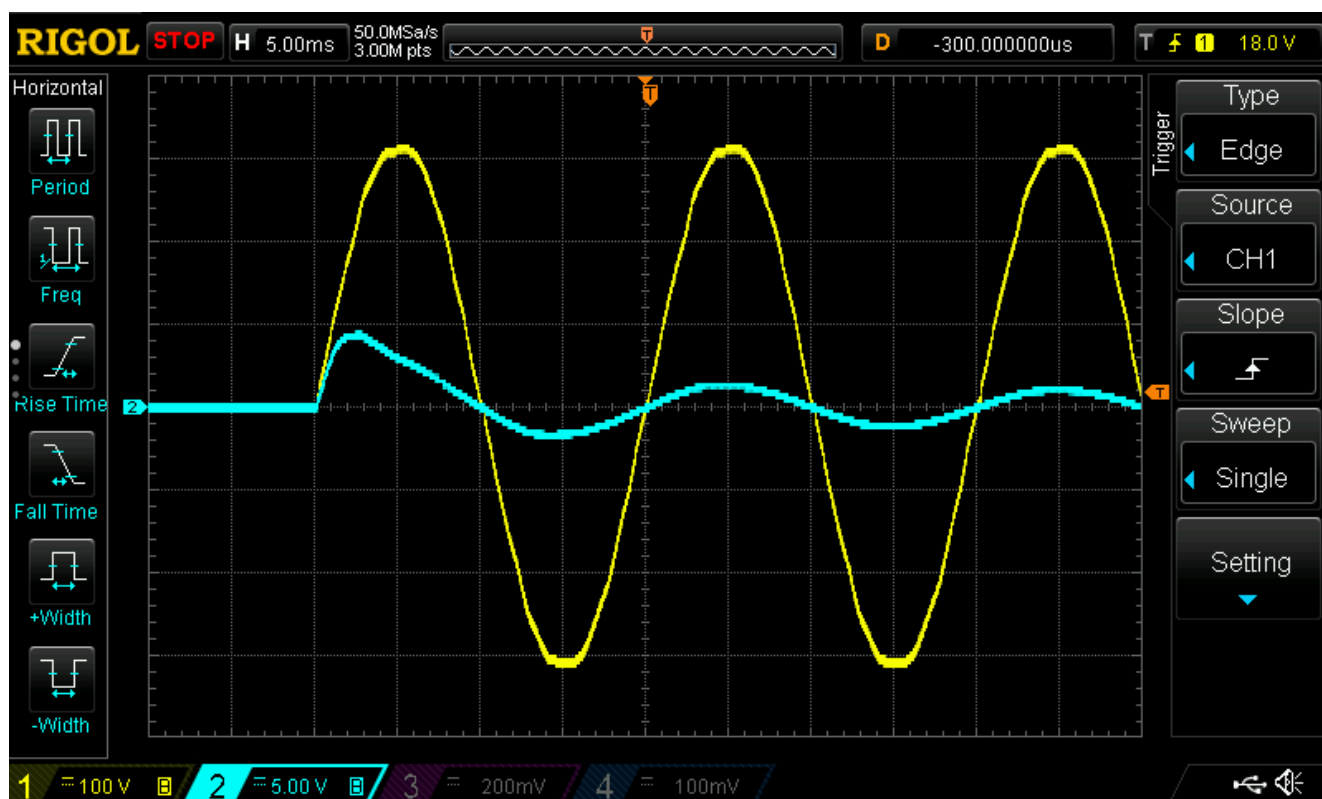 RIGOL STOP H 5.00ms 50.0MSa/s 3.00M pts T D -300.000000us T 1 18.0 V
Horizontal
Period
1/ Freq
Rise Time
Fall Time
+Width
-Width
T
2
T
Trigger
Type
Edge
Source
CH1
Slope
Sweep
Single
Setting
1 100 V B 2 5.00 V B 3 200mV 4 100mV